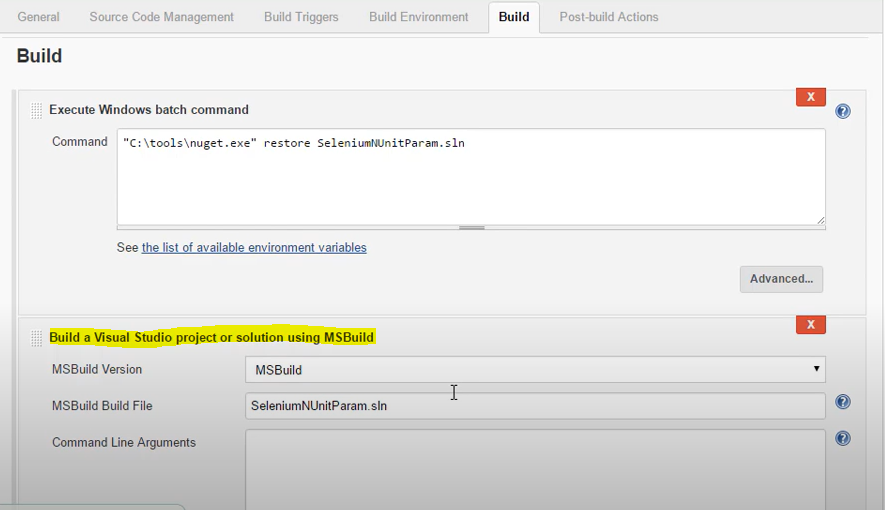 General Source Code Management Build Triggers Build Environment Build Post-build Actions
Build
X
Execute Windows batch command
Command "C:\tools\nuget.exe" restore SeleniumNUnitParam.sln
See the list of available environment variables
Advanced...
X
Build a Visual Studio project or solution using MSBuild
MSBuild Version MSBuild
MSBuild Build File SeleniumNUnitParam.sln
Command Line Arguments